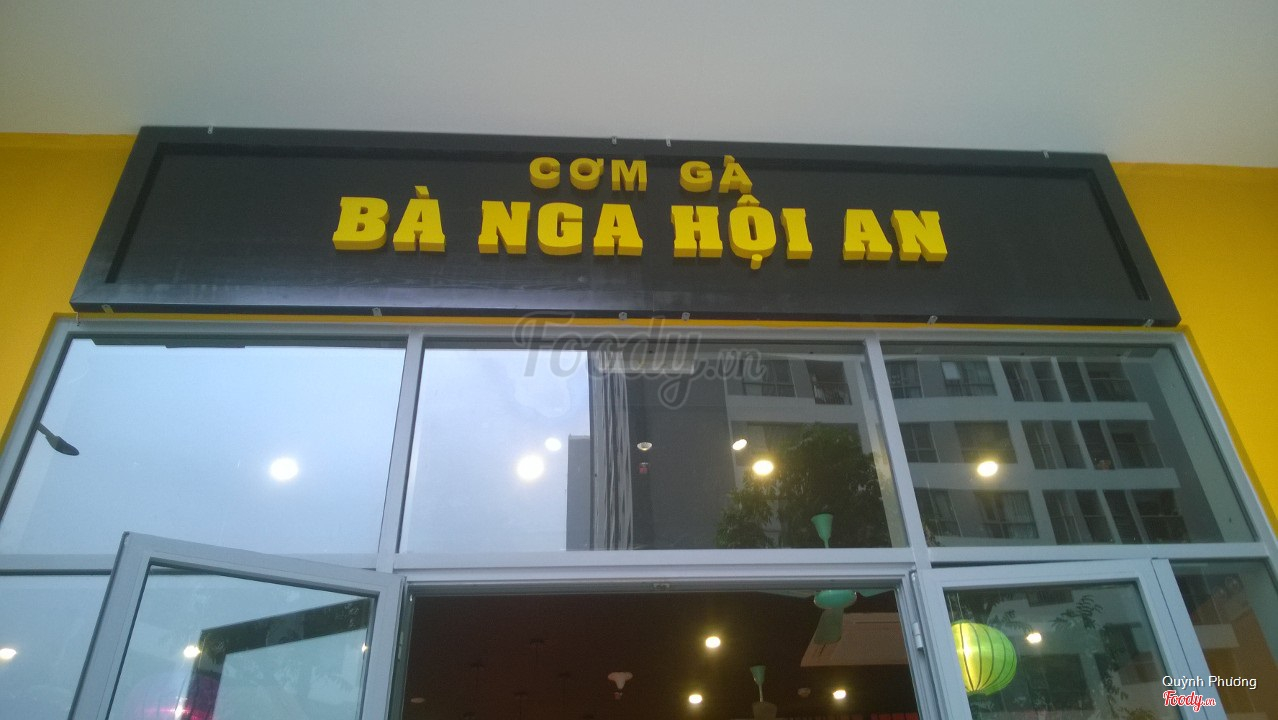 CƠM GÀ
BÀ NGA HỘI AN
Foody.vn
Quỳnh Phương
Foody.vn